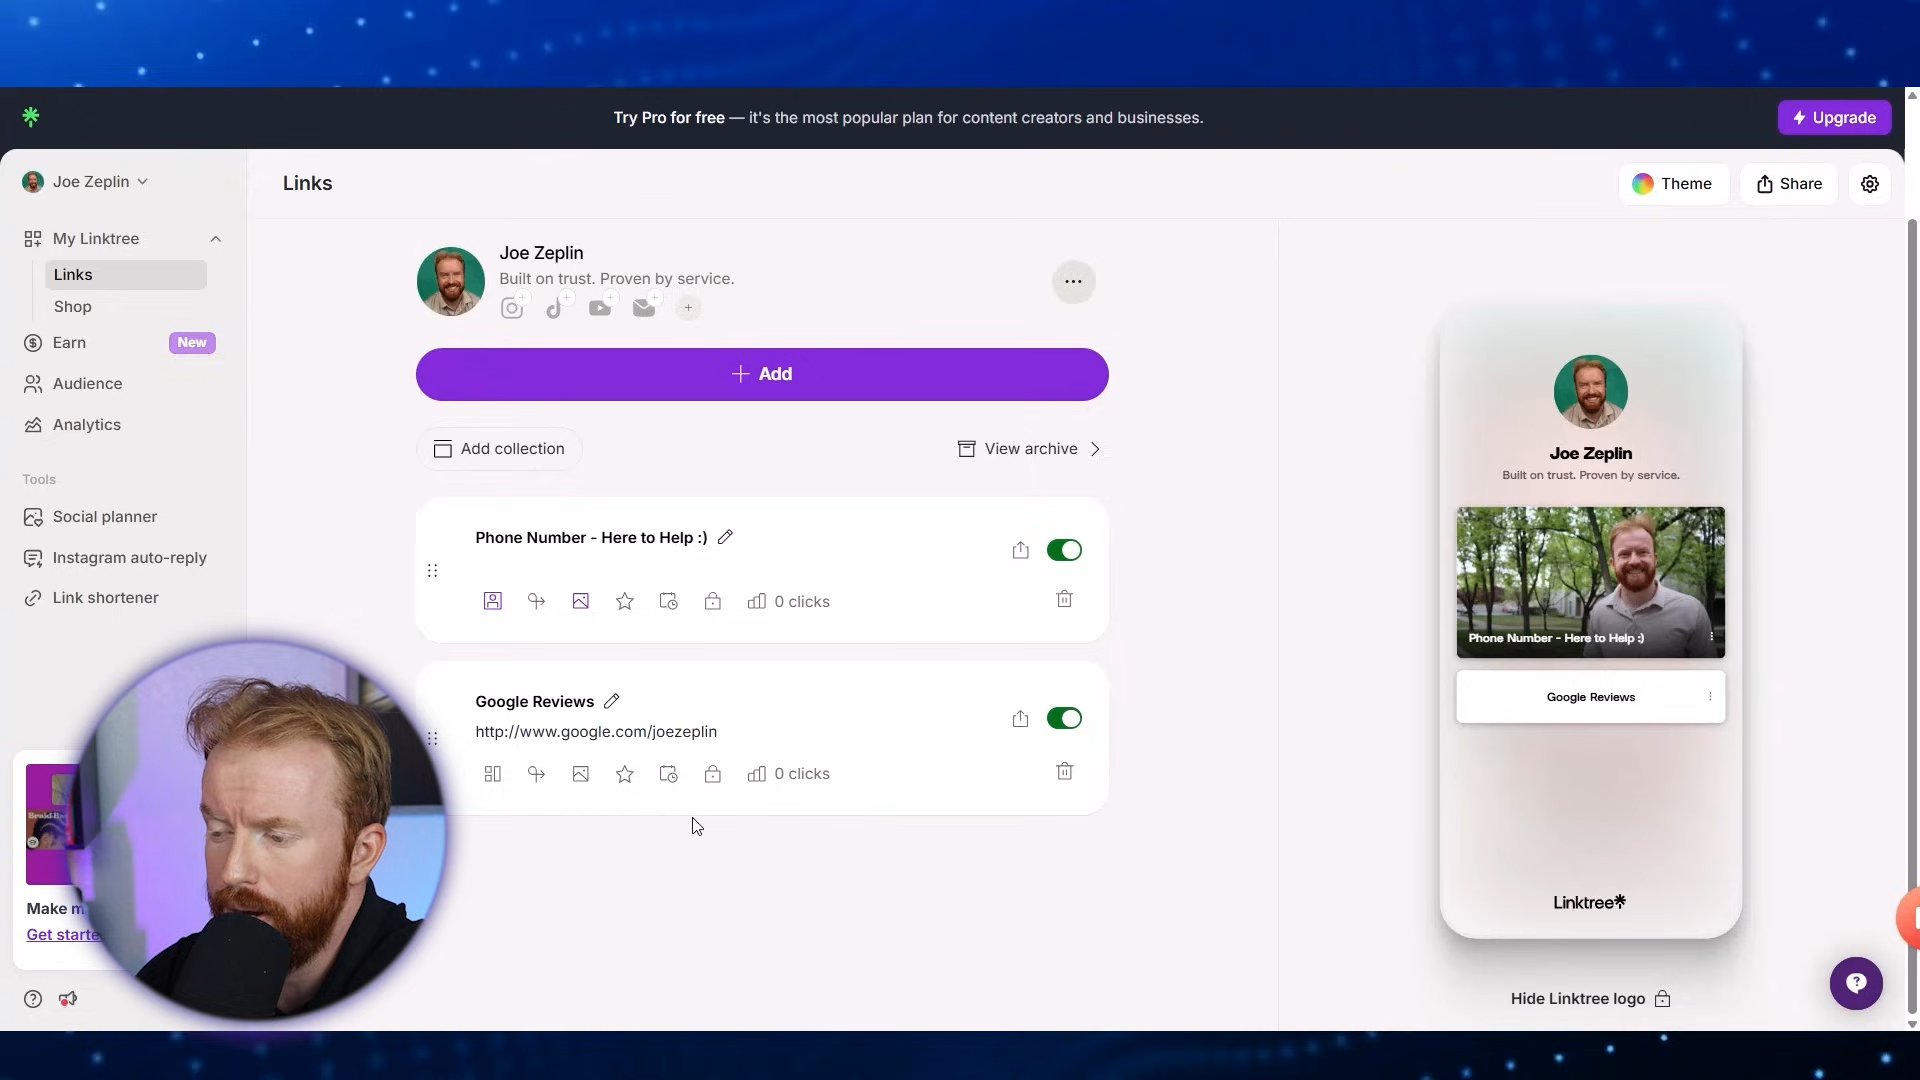 Try Pro for free — it's the most popular plan for content creators and businesses.
Upgrade
Joe Zeplin
My Linktree
Links
Shop
Earn
New
Audience
Analytics
Tools
Social planner
Instagram auto-reply
Link shortener
Make
Get starte
Links
Theme
Share
Joe Zeplin
Built on trust. Proven by service.
Add
Add collection
View archive
Phone Number - Here to Help :)
0 clicks
Google Reviews
http://www.google.com/joezeplin
0 clicks
Joe Zeplin
Built on trust. Proven by service.
Phone Number - Here to Help :)
Google Reviews
Linktree
Hide Linktree logo